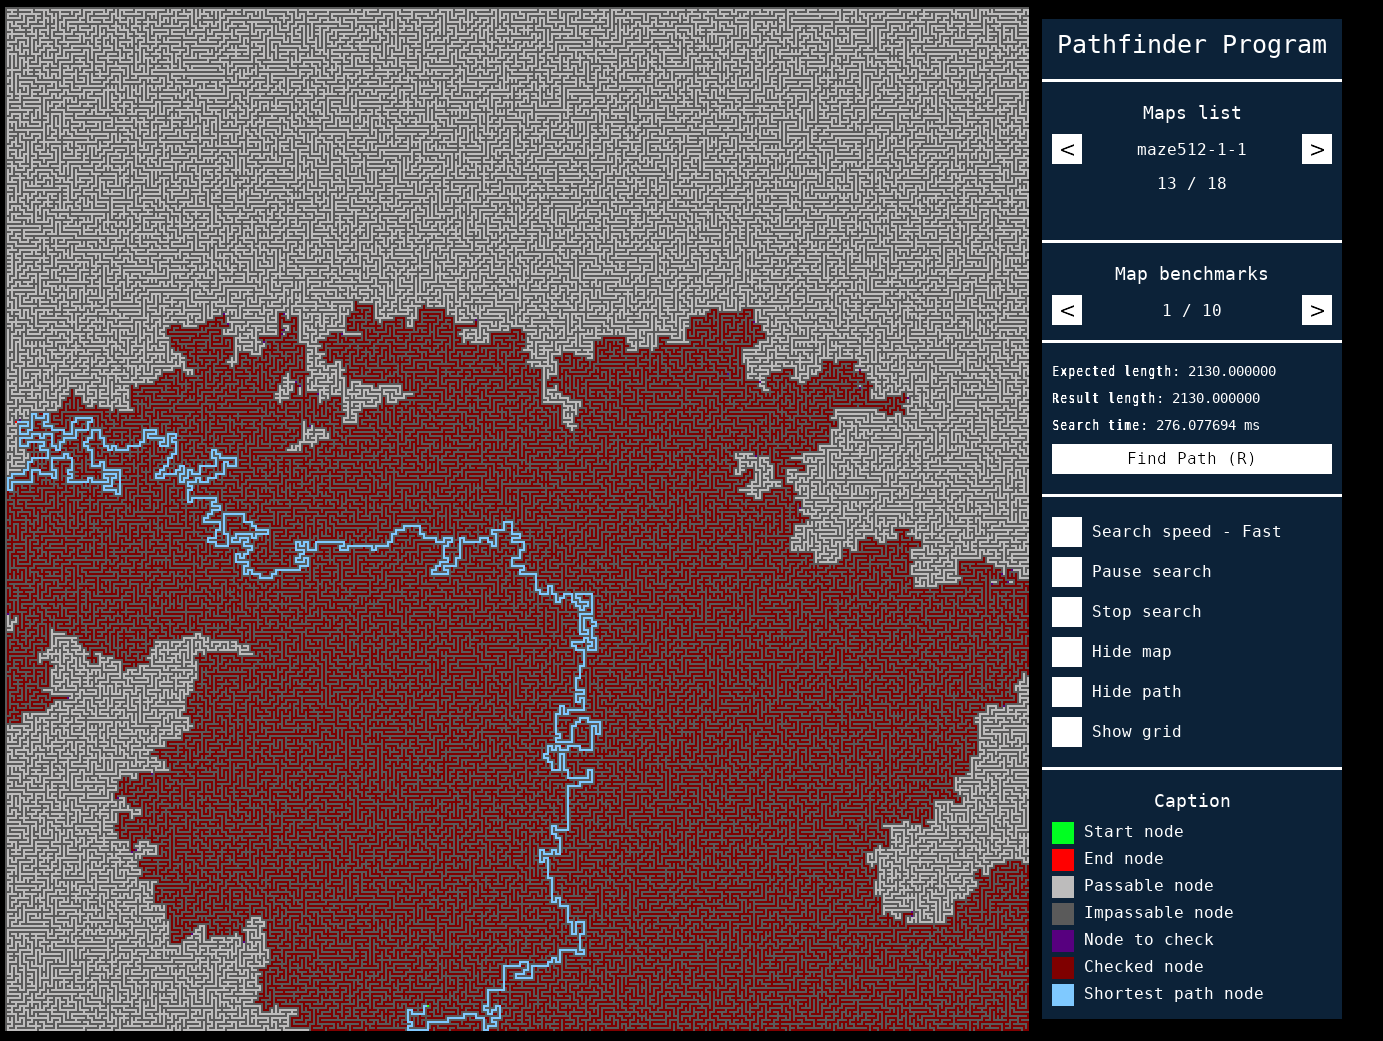 Pathfinder Program
Maps list
< maze512-1-1 >
13 / 18
Map benchmarks
< 1 / 10 >
Expected length: 2130.000000
Result length: 2130.000000
Search time: 276.077694 ms
Find Path (R)
Search speed - Fast
Pause search
Stop search
Hide map
Hide path
Show grid
Caption
Start node
End node
Passable node
Impassable node
Node to check
Checked node
Shortest path node